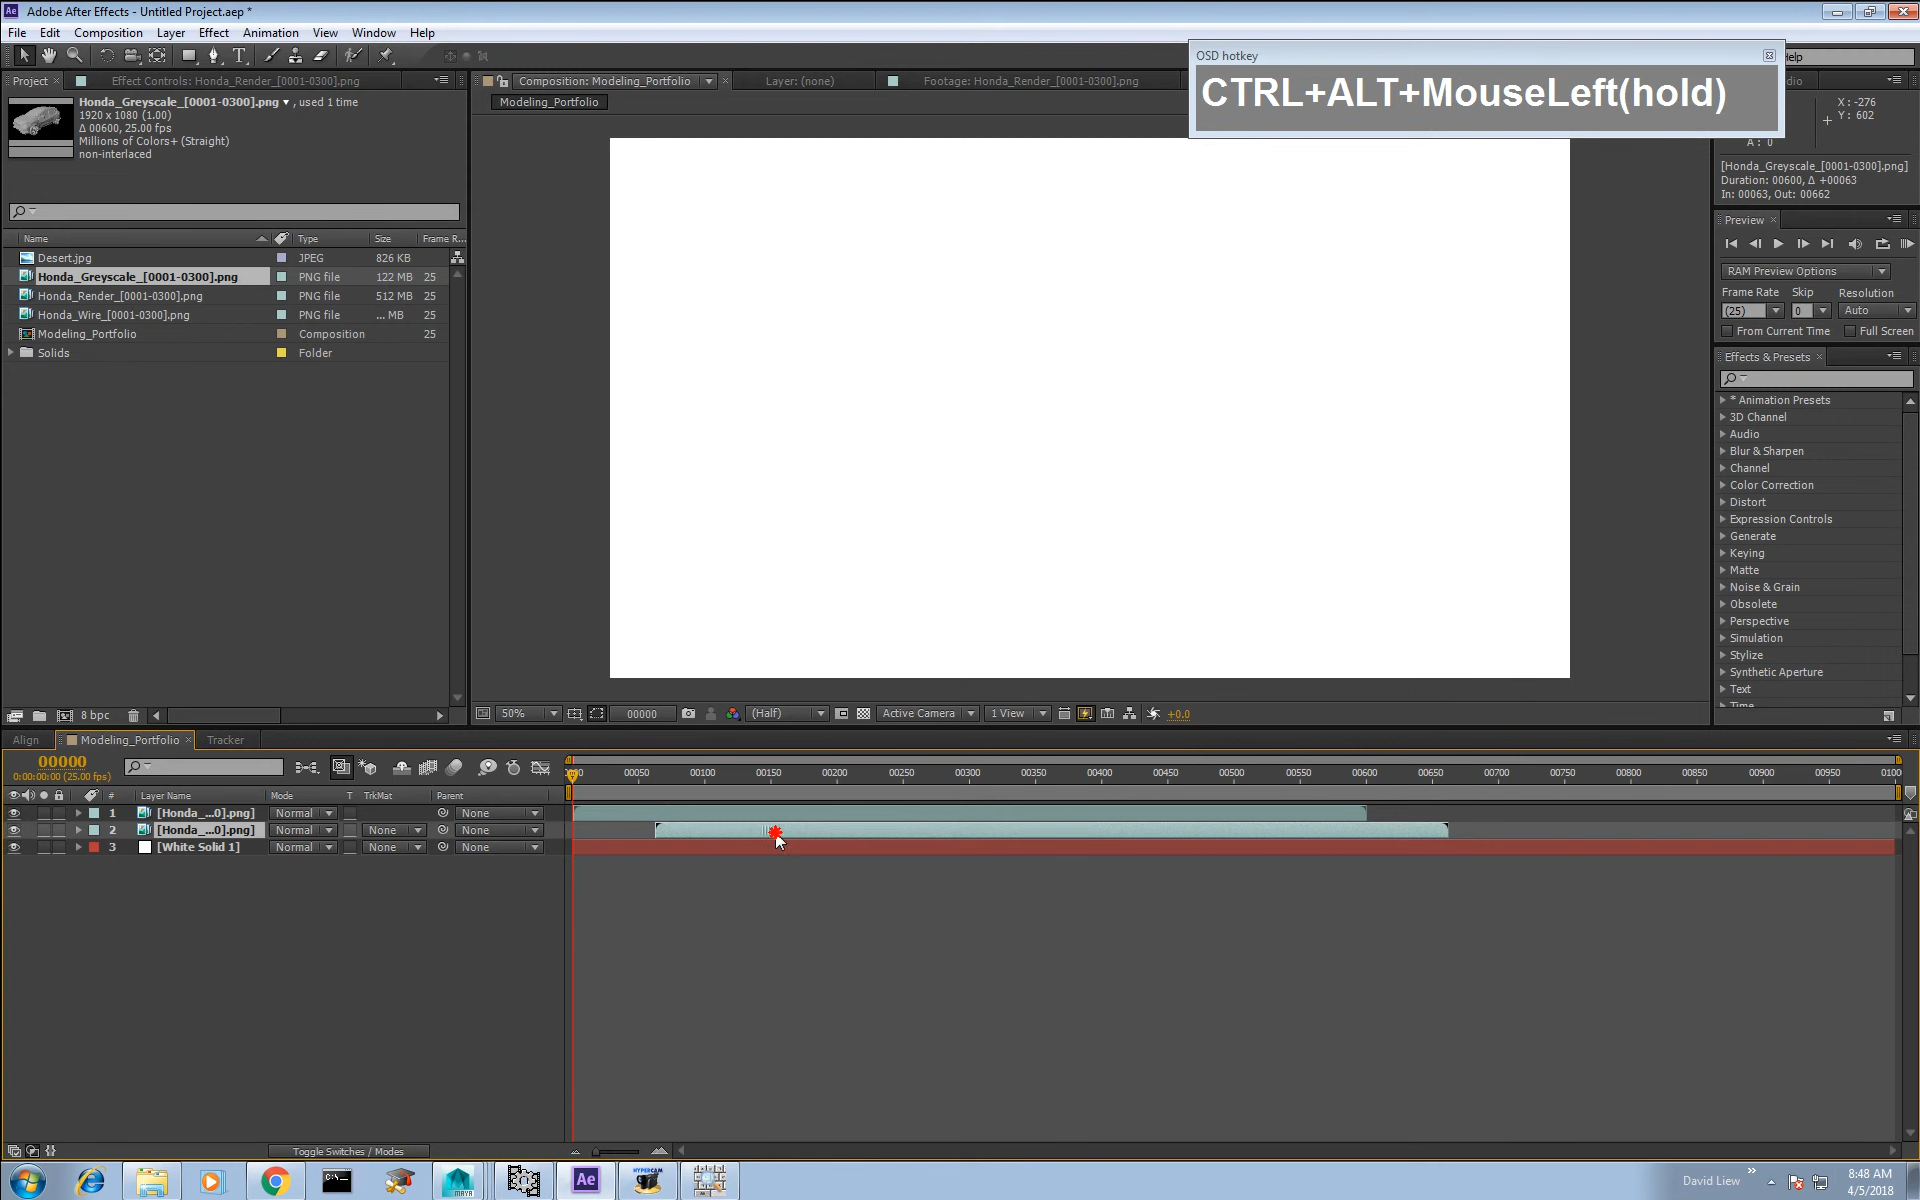 Adobe After Effects - Untitled Project.aep *
File Edit Composition Layer Effect Animation View Window Help
OSD hotkey
CTRL+ALT+MouseLeft(hold)
Help
Project Effect Controls: Honda_Render_[0001-0300].png
Composition: Modeling_Portfolio Layer: (none) Footage: Honda_Render_[0001-0300].png
Modeling_Portfolio
Honda_Greyscale_[0001-0300].png , used 1 time
1920 x 1080 (1.00)
Δ 00600, 25.00 fps
Millions of Colors+ (Straight)
non-interlaced
X : -276
Y : 602
A : 0
[Honda_Greyscale_[0001-0300].png]
Duration: 00600, Δ +00063
In: 00063, Out: 00662
Name Type Size Frame R...
Desert.jpg JPEG 826 KB
Honda_Greyscale_[0001-0300].png PNG file 122 MB 25
Honda_Render_[0001-0300].png PNG file 512 MB 25
Honda_Wire_[0001-0300].png PNG file ... MB 25
Modeling_Portfolio Composition 25
Solids Folder
8 bpc
Preview
RAM Preview Options
Frame Rate Skip Resolution
(25) 0 Auto
From Current Time Full Screen
Effects & Presets
* Animation Presets
3D Channel
Audio
Blur & Sharpen
Channel
Color Correction
Distort
Expression Controls
Generate
Keying
Matte
Noise & Grain
Obsolete
Perspective
Simulation
Stylize
Synthetic Aperture
Text
Time
50% 00000 (Half) Active Camera 1 View +0.0
Align Modeling_Portfolio Tracker
00000
0:00:00:00 (25.00 fps)
00050 00100 00150 00200 00250 00300 00350 00400 00450 00500 00550 00600 00650 00700 00750 00800 00850 00900 00950 0100
# Layer Name Mode T TrkMat Parent
1 [Honda_...0].png] Normal None
2 [Honda_...0].png] Normal None None
3 [White Solid 1] Normal None None
Toggle Switches / Modes
C:\_
MAYA
Ae
HYPERCAM
David Liew
8:48 AM
4/5/2018